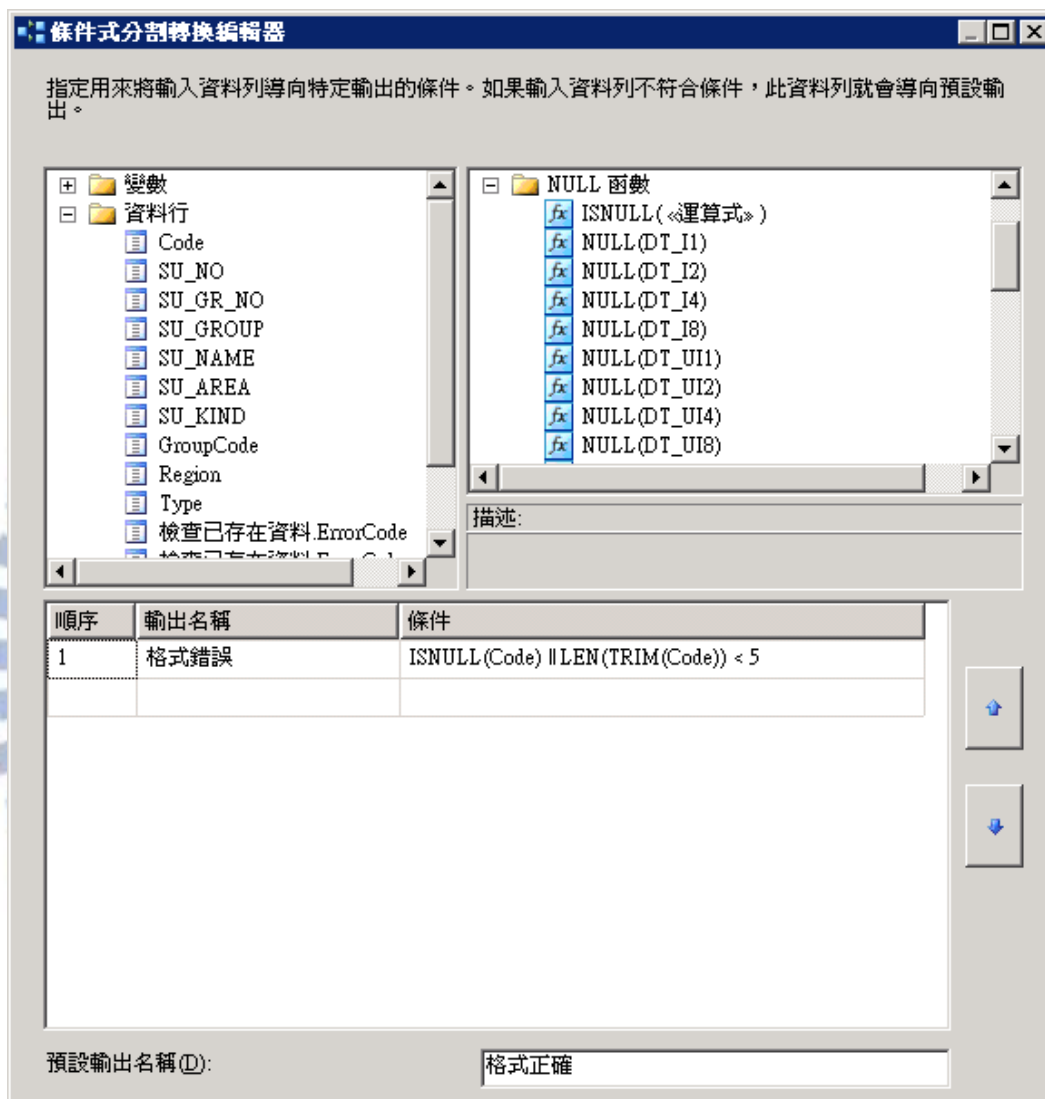 條件式分割轉換編輯器
指定用來將輸入資料列導向特定輸出的條件。如果輸入資料列不符合條件，此資料列就會導向預設輸
出。
變數
資料行
Code
SU_NO
SU_GR_NO
SU_GROUP
SU_NAME
SU_AREA
SU_KIND
GroupCode
Region
Type
檢查已存在資料.ErrorCode
NULL 函數
ISNULL( «運算式» )
NULL(DT_I1)
NULL(DT_I2)
NULL(DT_I4)
NULL(DT_I8)
NULL(DT_UI1)
NULL(DT_UI2)
NULL(DT_UI4)
NULL(DT_UI8)
描述:
順序 輸出名稱 條件
1 格式錯誤 ISNULL(Code) || LEN(TRIM(Code)) < 5
預設輸出名稱(D): 格式正確